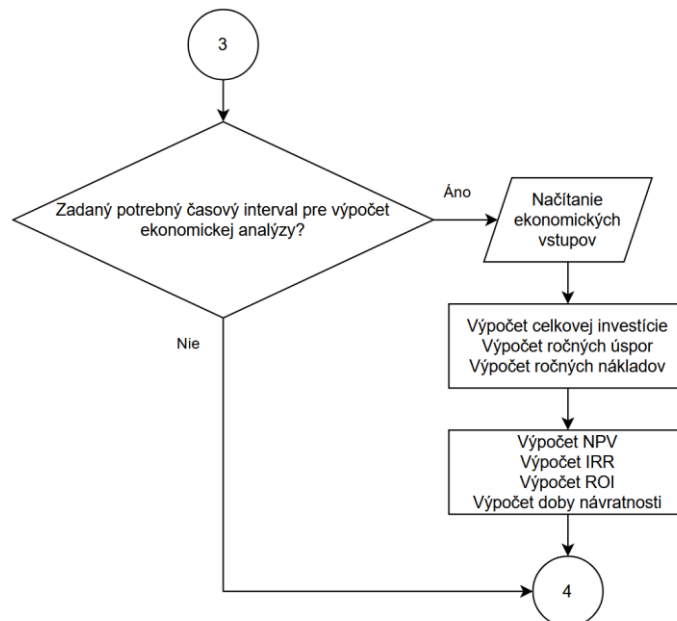 3
Zadaný potrebný časový interval pre výpočet
ekonomickej analýzy?
Áno
Načítanie
ekonomických
vstupov
Nie
Výpočet celkovej investície
Výpočet ročných úspor
Výpočet ročných nákladov
Výpočet NPV
Výpočet IRR
Výpočet ROI
Výpočet doby návratnosti
4